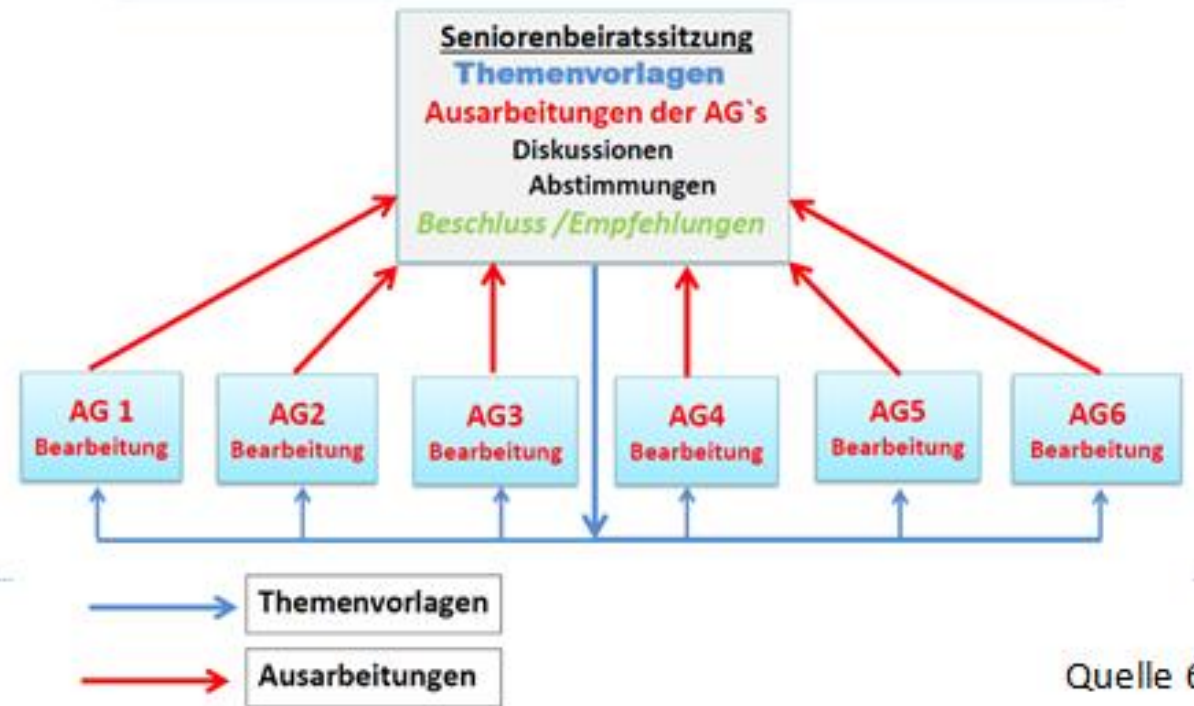 Seniorenbeiratssitzung
Themenvorlagen
Ausarbeitungen der AG`s
Diskussionen
Abstimmungen
Beschluss /Empfehlungen
AG 1
Bearbeitung
AG2
Bearbeitung
AG3
Bearbeitung
AG4
Bearbeitung
AG5
Bearbeitung
AG6
Bearbeitung
Themenvorlagen
Ausarbeitungen
Quelle 6